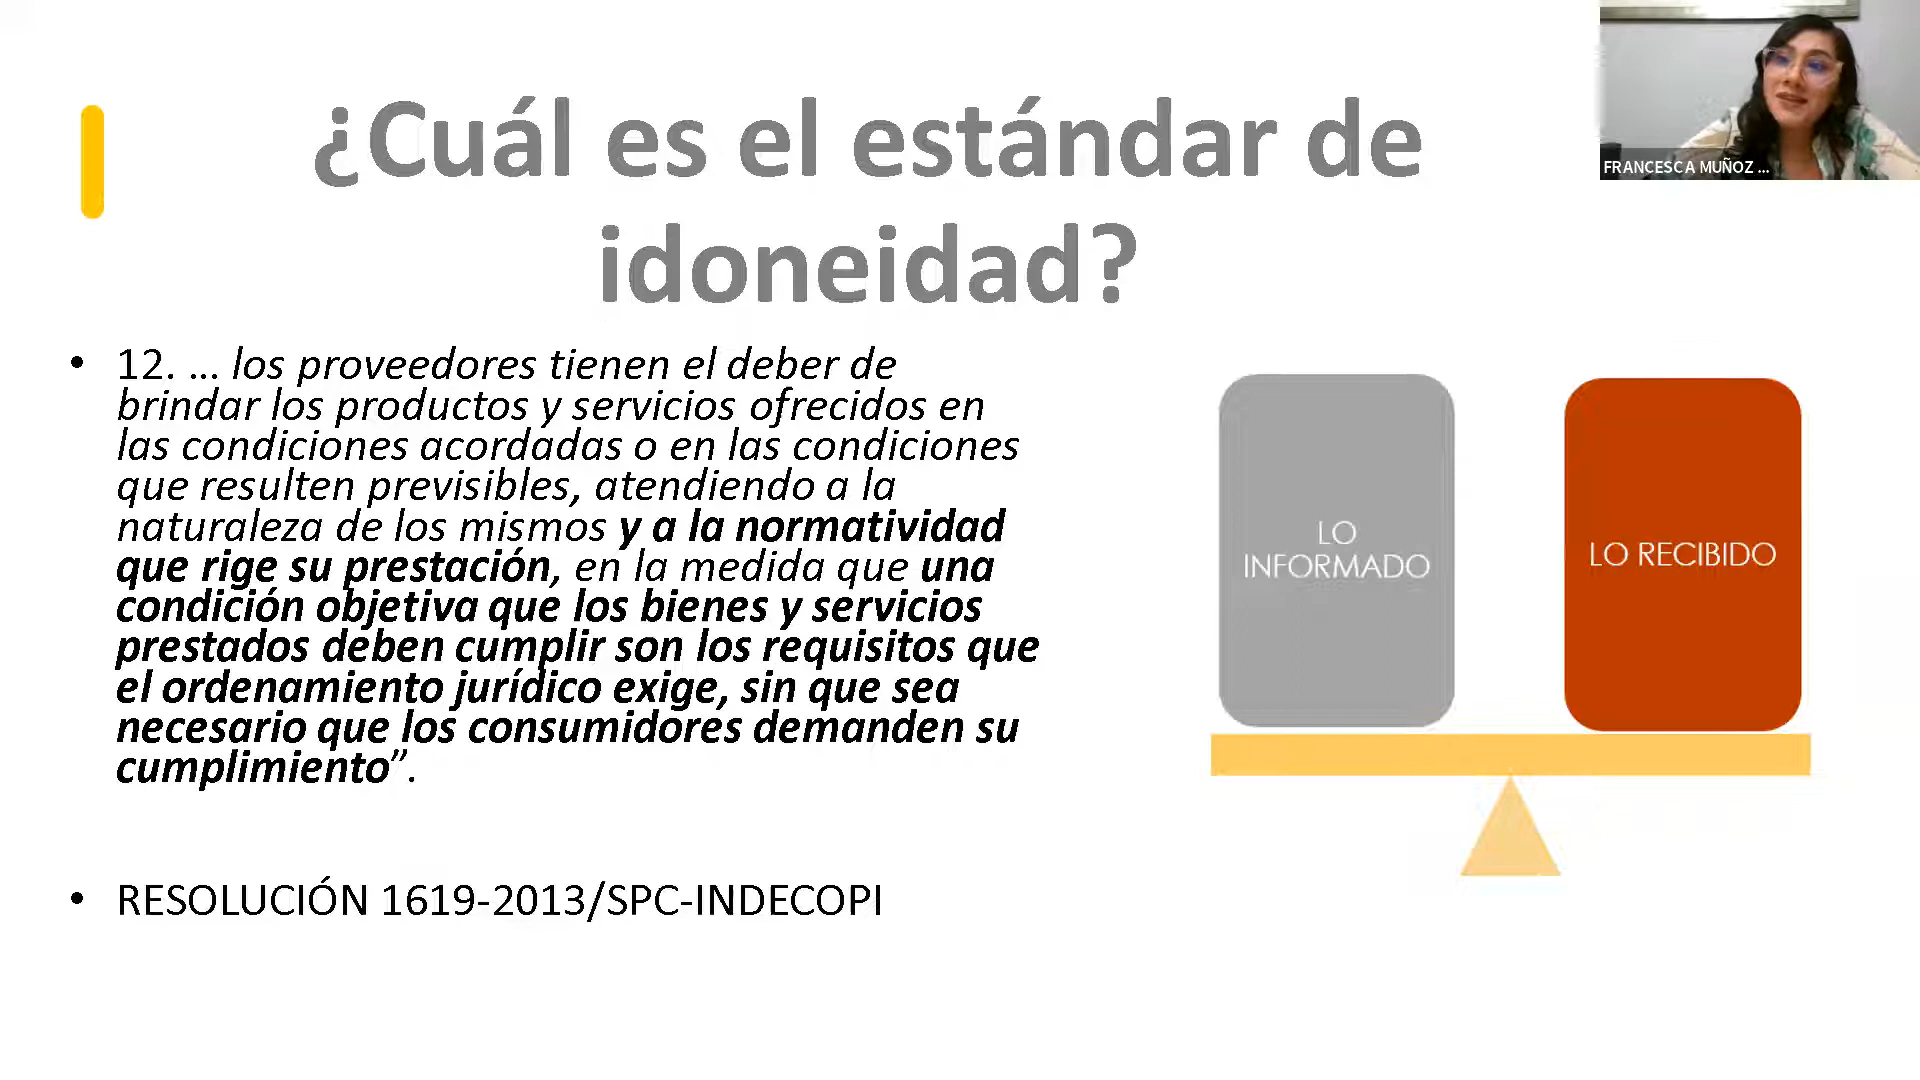 ¿Cuál es el estándar de
idoneidad?
FRANCESCA MUÑOZ ...
• 12. ... los proveedores tienen el deber de
brindar los productos y servicios ofrecidos en
las condiciones acordadas o en las condiciones
que resulten previsibles, atendiendo a la
naturaleza de los mismos y a la normatividad
que rige su prestación, en la medida que una
condición objetiva que los bienes y servicios
prestados deben cumplir son los requisitos que
el ordenamiento jurídico exige, sin que sea
necesario que los consumidores demanden su
cumplimiento”.
• RESOLUCIÓN 1619-2013/SPC-INDECOPI
LO
INFORMADO
LO RECIBIDO